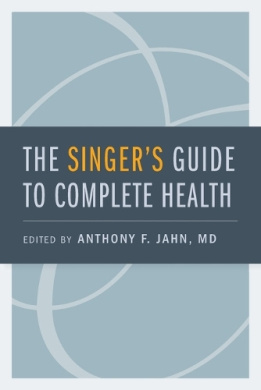 THE SINGER'S GUIDE
TO COMPLETE HEALTH
EDITED BY ANTHONY F. JAHN, MD